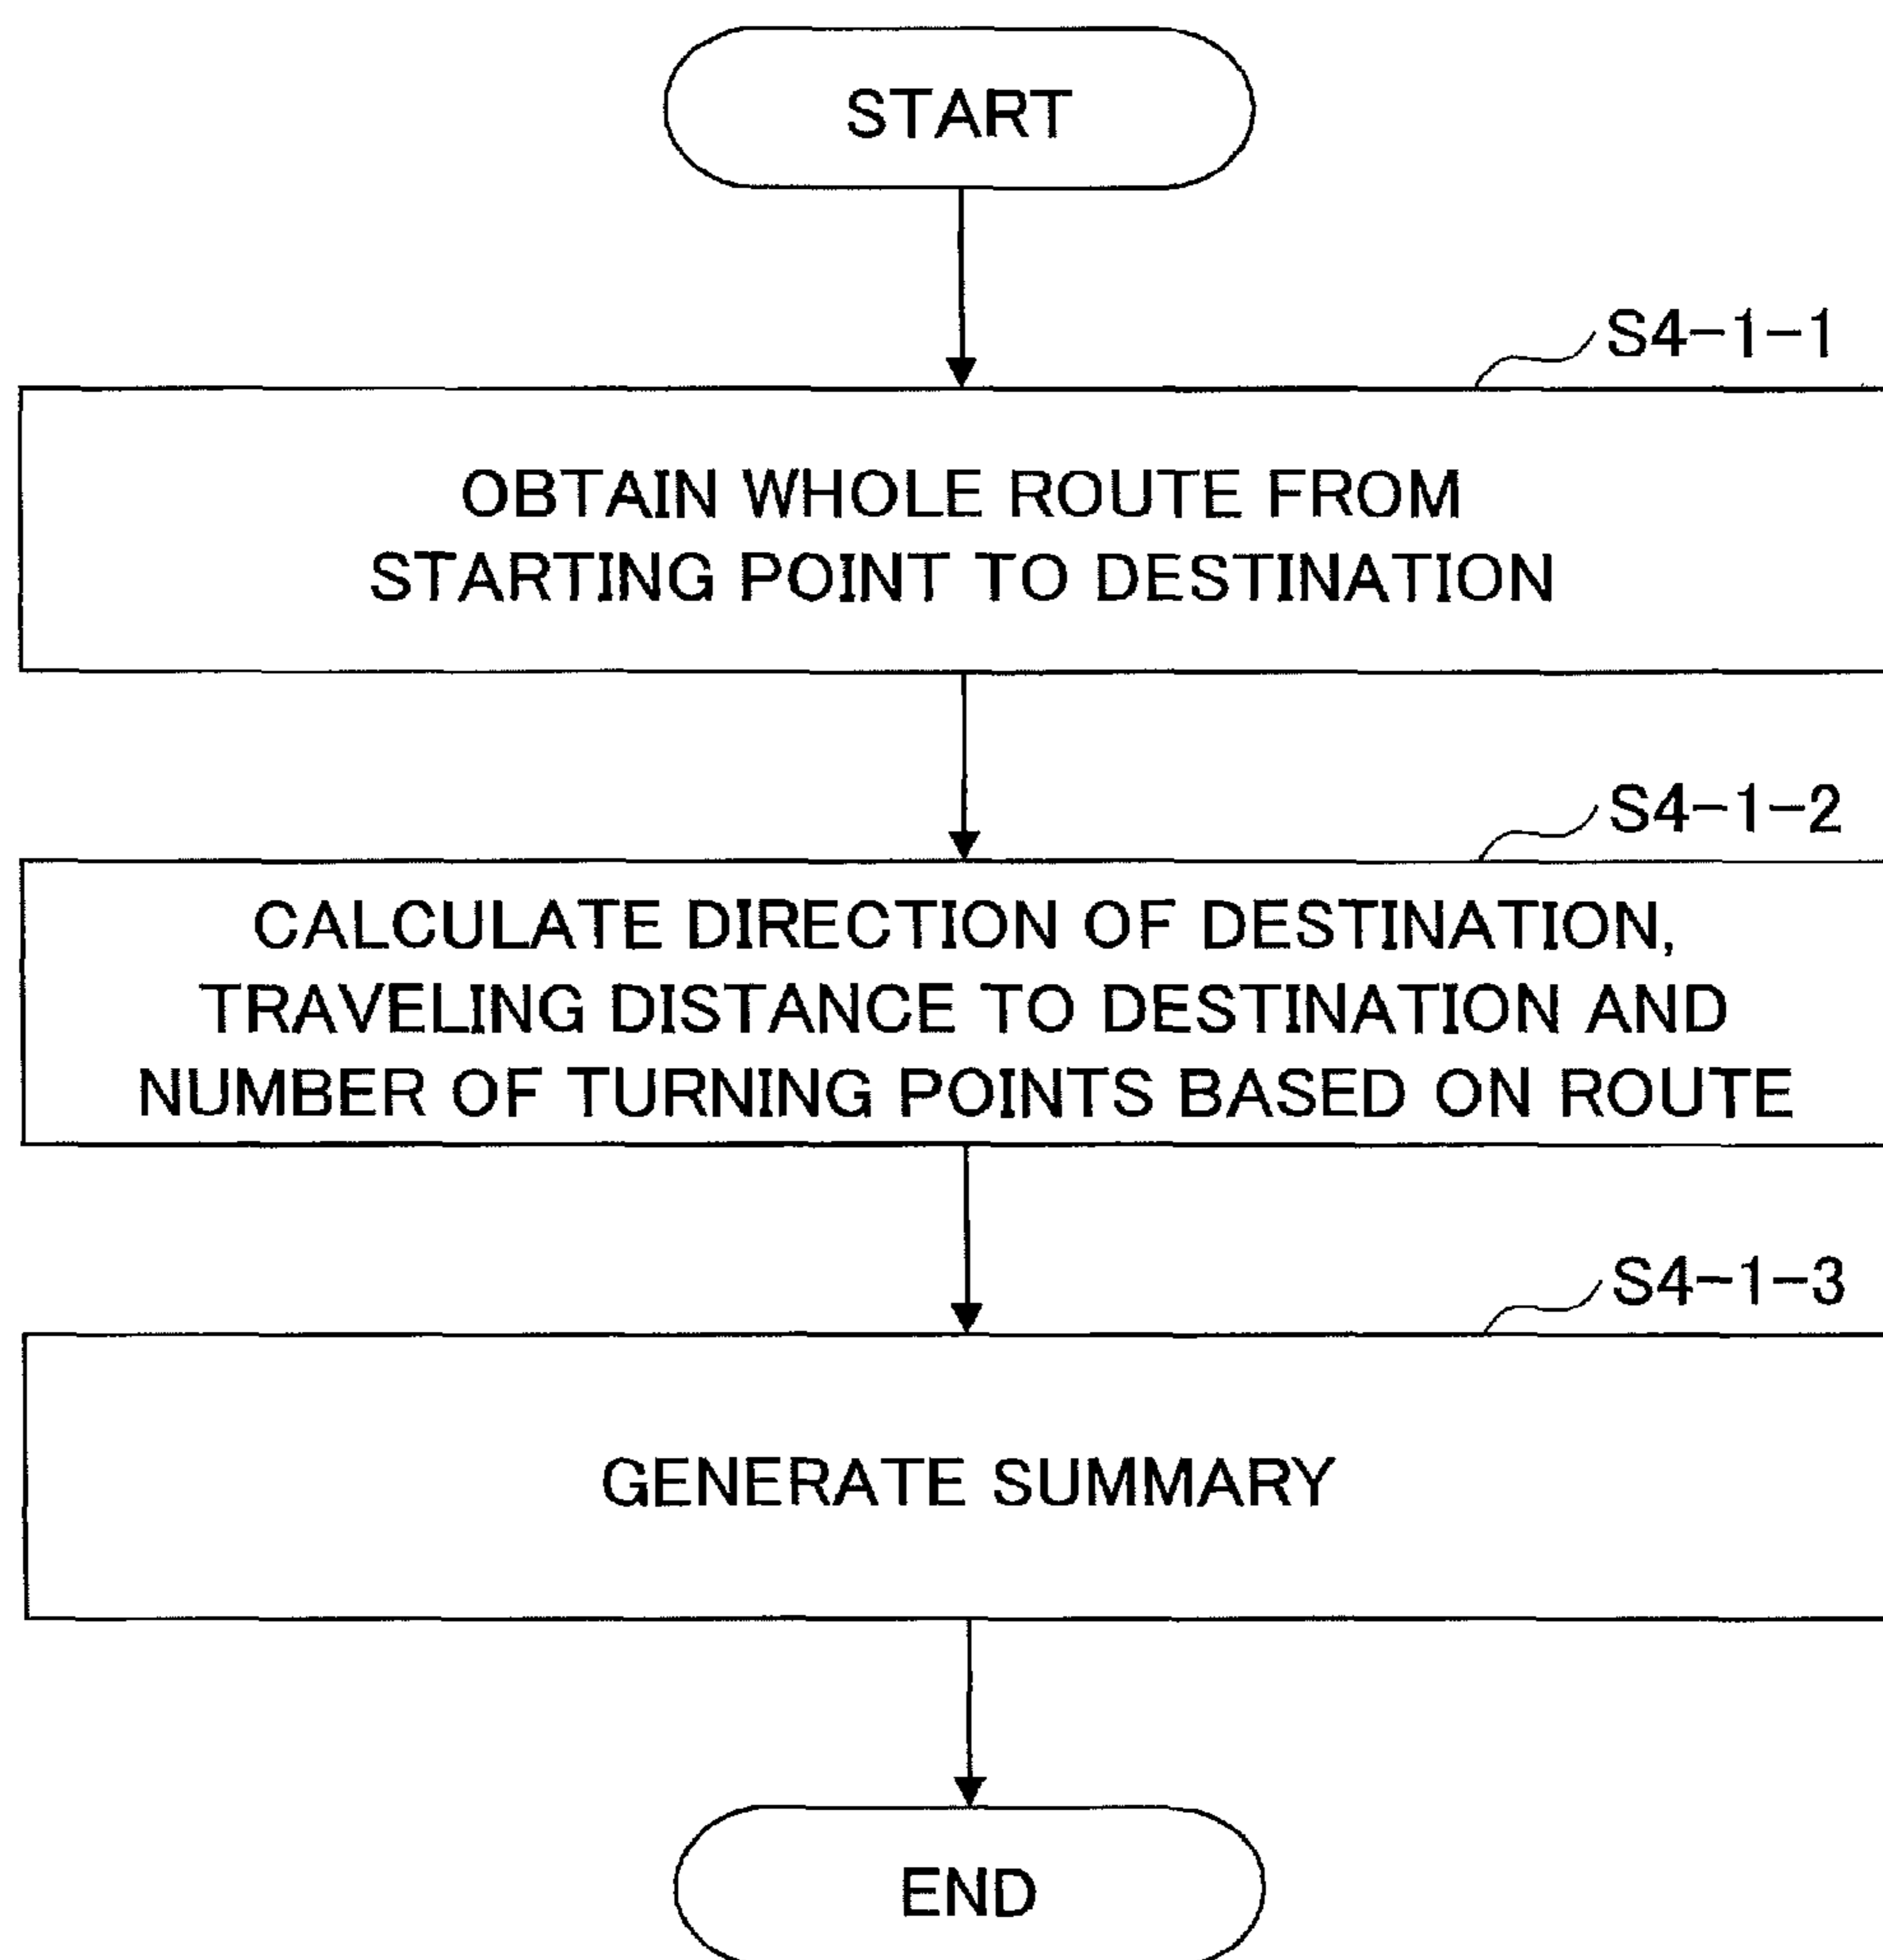 START
S4-1-1
OBTAIN WHOLE ROUTE FROM
STARTING POINT TO DESTINATION
S4-1-2
CALCULATE DIRECTION OF DESTINATION,
TRAVELING DISTANCE TO DESTINATION AND
NUMBER OF TURNING POINTS BASED ON ROUTE
S4-1-3
GENERATE SUMMARY
END